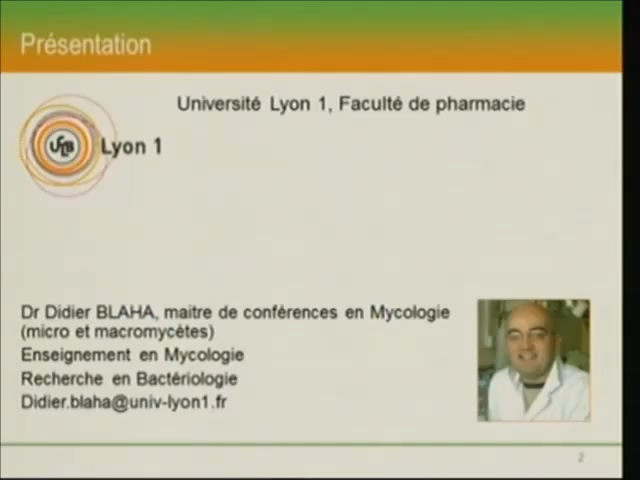 Présentation
Université Lyon 1, Faculté de pharmacie
UCLB
Lyon 1
Dr Didier BLAHA, maitre de conférences en Mycologie
(micro et macromycètes)
Enseignement en Mycologie
Recherche en Bactériologie
Didier.blaha@univ-lyon1.fr
2